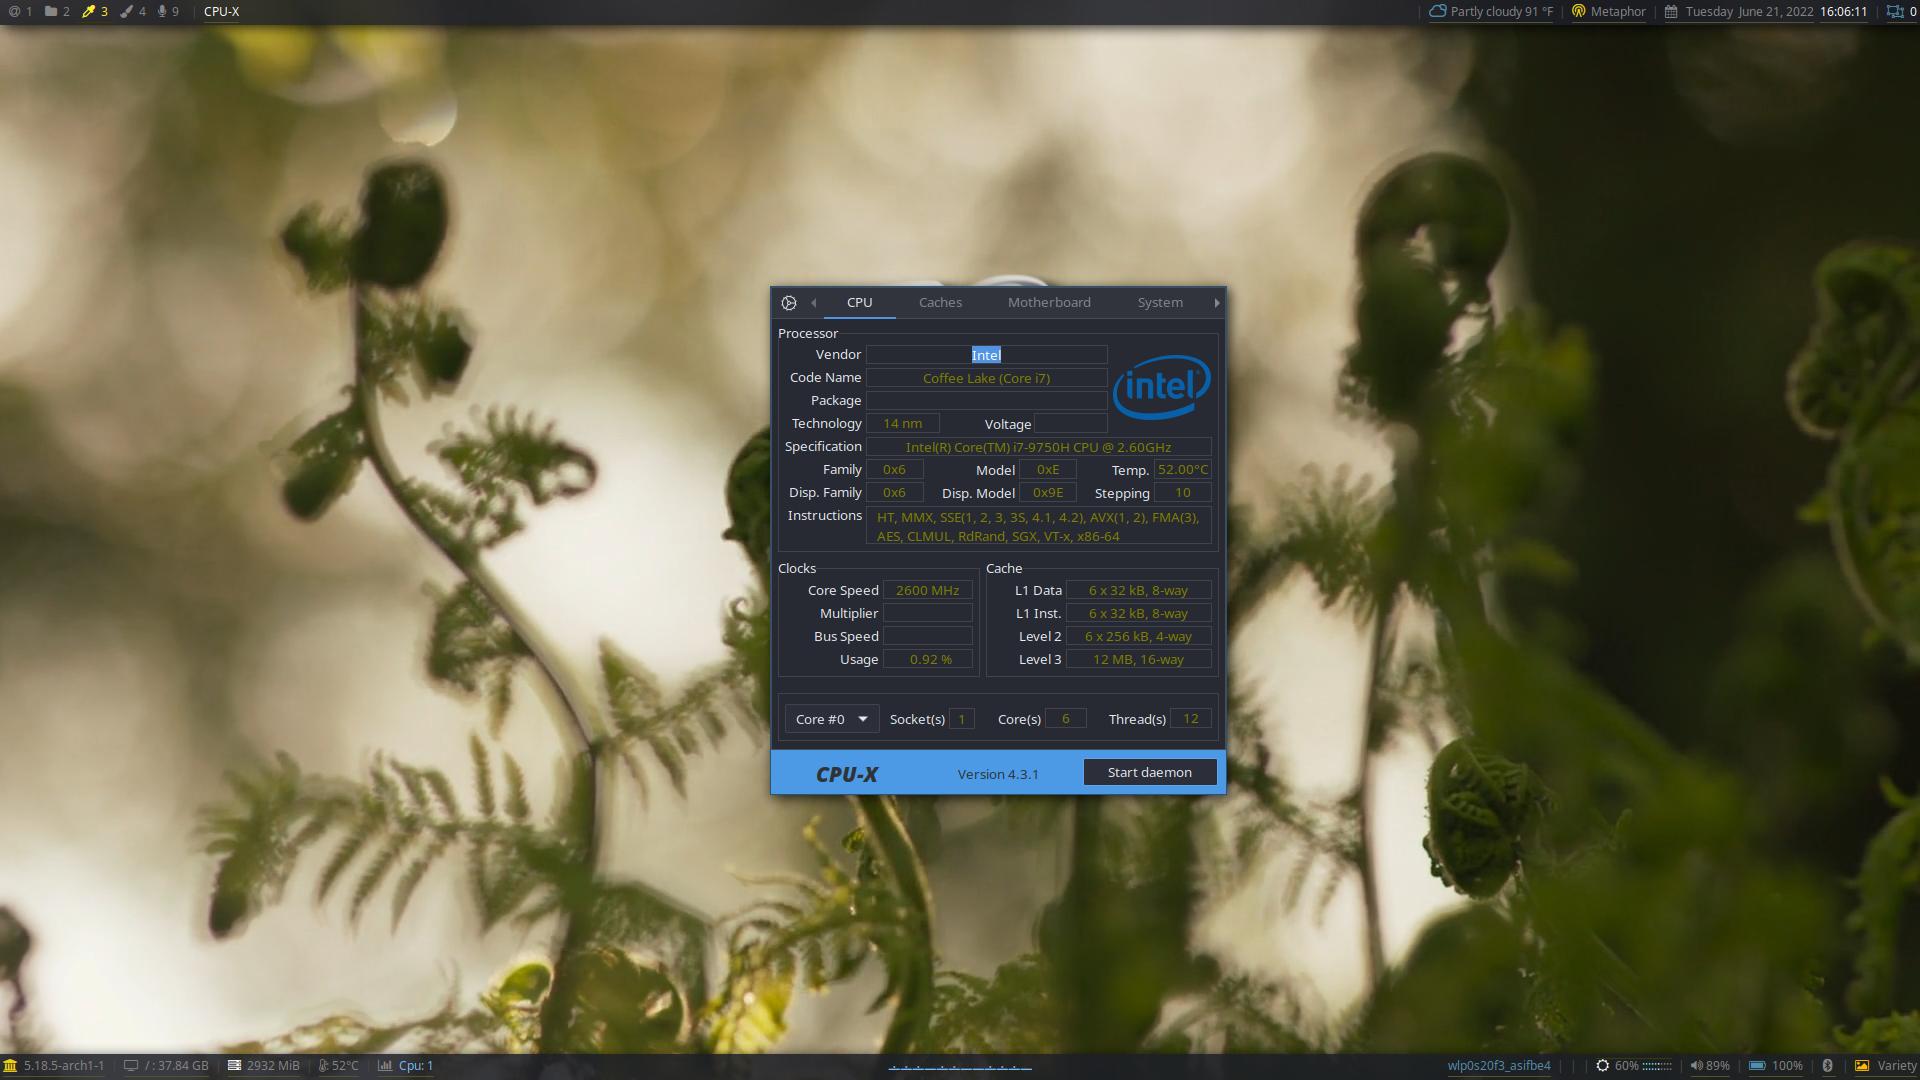 1 2 3 4 9 CPU-X Partly cloudy 91 °F Metaphor Tuesday June 21, 2022 16:06:11 0
CPU Caches Motherboard System
Processor
Vendor Intel
Code Name Coffee Lake (Core i7)
intel
Package
Technology 14 nm Voltage
Specification Intel(R) Core(TM) i7-9750H CPU @ 2.60GHz
Family 0x6 Model 0xE Temp. 52.00°C
Disp. Family 0x6 Disp. Model 0x9E Stepping 10
Instructions HT, MMX, SSE(1, 2, 3, 3S, 4.1, 4.2), AVX(1, 2), FMA(3),
AES, CLMUL, RdRand, SGX, VT-x, x86-64
Clocks
Core Speed 2600 MHz
Multiplier
Bus Speed
Usage 0.92 %
Cache
L1 Data 6 x 32 kB, 8-way
L1 Inst. 6 x 32 kB, 8-way
Level 2 6 x 256 kB, 4-way
Level 3 12 MB, 16-way
Core #0 Socket(s) 1 Core(s) 6 Thread(s) 12
CPU-X Version 4.3.1 Start daemon
5.18.5-arch1-1 / : 37.84 GB 2932 MiB 52°C Cpu: 1 wlp0s20f3_asifbe4 60% 89% 100% Variety